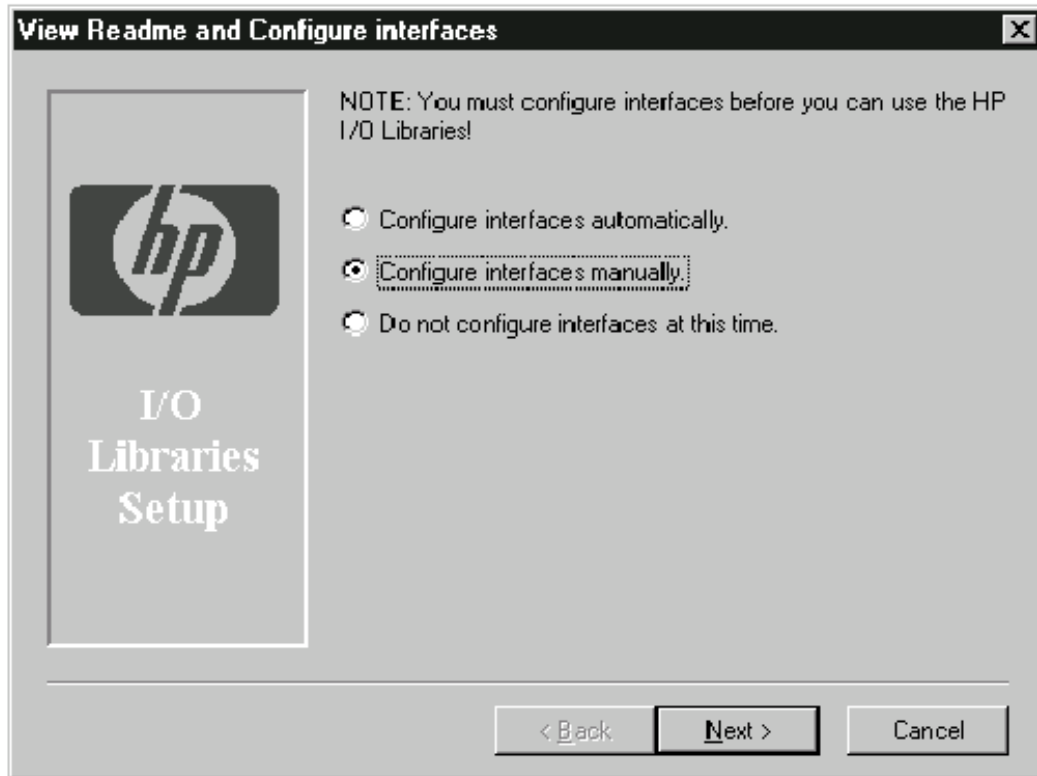 View Readme and Configure interfaces
NOTE: You must configure interfaces before you can use the HP
I/O Libraries!
Configure interfaces automatically.
Configure interfaces manually.
Do not configure interfaces at this time.
hp
I/O
Libraries
Setup
< Back
Next >
Cancel